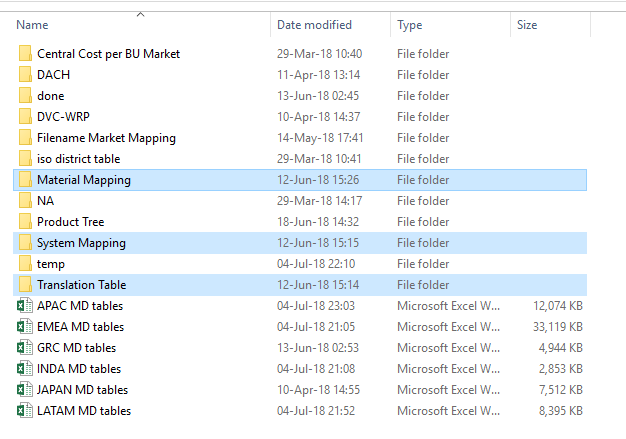 Name Date modified Type Size
Central Cost per BU Market 29-Mar-18 10:40 File folder
DACH 11-Apr-18 13:14 File folder
done 13-Jun-18 02:45 File folder
DVC-WRP 10-Apr-18 14:37 File folder
Filename Market Mapping 14-May-18 17:41 File folder
iso district table 29-Mar-18 10:41 File folder
Material Mapping 12-Jun-18 15:26 File folder
NA 29-Mar-18 14:17 File folder
Product Tree 18-Jun-18 14:32 File folder
System Mapping 12-Jun-18 15:15 File folder
temp 04-Jul-18 22:10 File folder
Translation Table 12-Jun-18 15:14 File folder
APAC MD tables 04-Jul-18 23:03 Microsoft Excel W... 12,074 KB
EMEA MD tables 04-Jul-18 21:05 Microsoft Excel W... 33,119 KB
GRC MD tables 13-Jun-18 02:53 Microsoft Excel W... 4,944 KB
INDA MD tables 04-Jul-18 21:08 Microsoft Excel W... 2,853 KB
JAPAN MD tables 10-Apr-18 14:55 Microsoft Excel W... 7,512 KB
LATAM MD tables 04-Jul-18 21:52 Microsoft Excel W... 8,395 KB